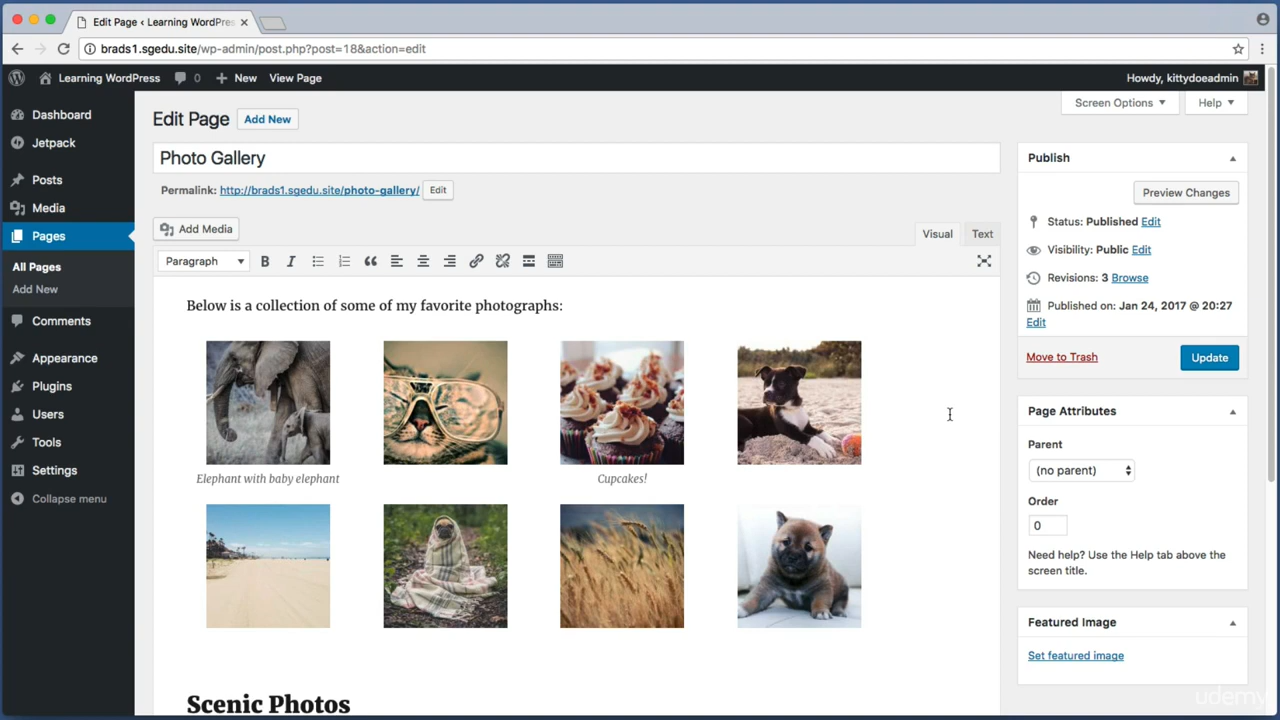 Edit Page ‹ Learning WordPres
brads1.sgedu.site/wp-admin/post.php?post=18&action=edit
Learning WordPress 0 New View Page Howdy, kittydoeadmin
Screen Options Help
Dashboard
Jetpack
Posts
Media
Pages
All Pages
Add New
Comments
Appearance
Plugins
Users
Tools
Settings
Collapse menu
Edit Page Add New
Photo Gallery
Permalink: http://brads1.sgedu.site/photo-gallery/ Edit
Add Media
Visual Text
Paragraph B I
Below is a collection of some of my favorite photographs:
Elephant with baby elephant
Cupcakes!
Scenic Photos
Publish
Preview Changes
Status: Published Edit
Visibility: Public Edit
Revisions: 3 Browse
Published on: Jan 24, 2017 @ 20:27
Edit
Move to Trash Update
Page Attributes
Parent
(no parent)
Order
0
Need help? Use the Help tab above the
screen title.
Featured Image
Set featured image
udemy